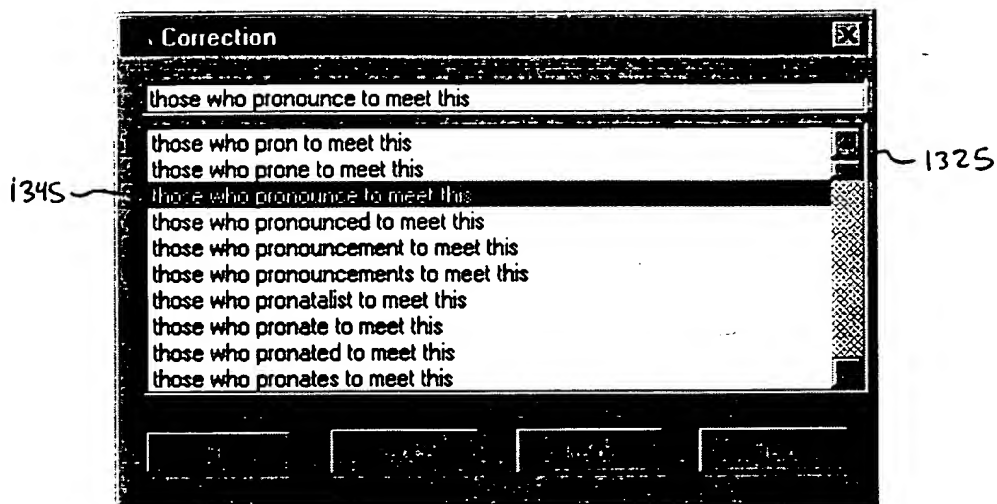 Correction
those who pronounce to meet this
those who pron to meet this
those who prone to meet this
1325
1345
those who pronounce to meet this
those who pronounced to meet this
those who pronouncement to meet this
those who pronouncements to meet this
those who pronatalist to meet this
those who pronate to meet this
those who pronated to meet this
those who pronates to meet this